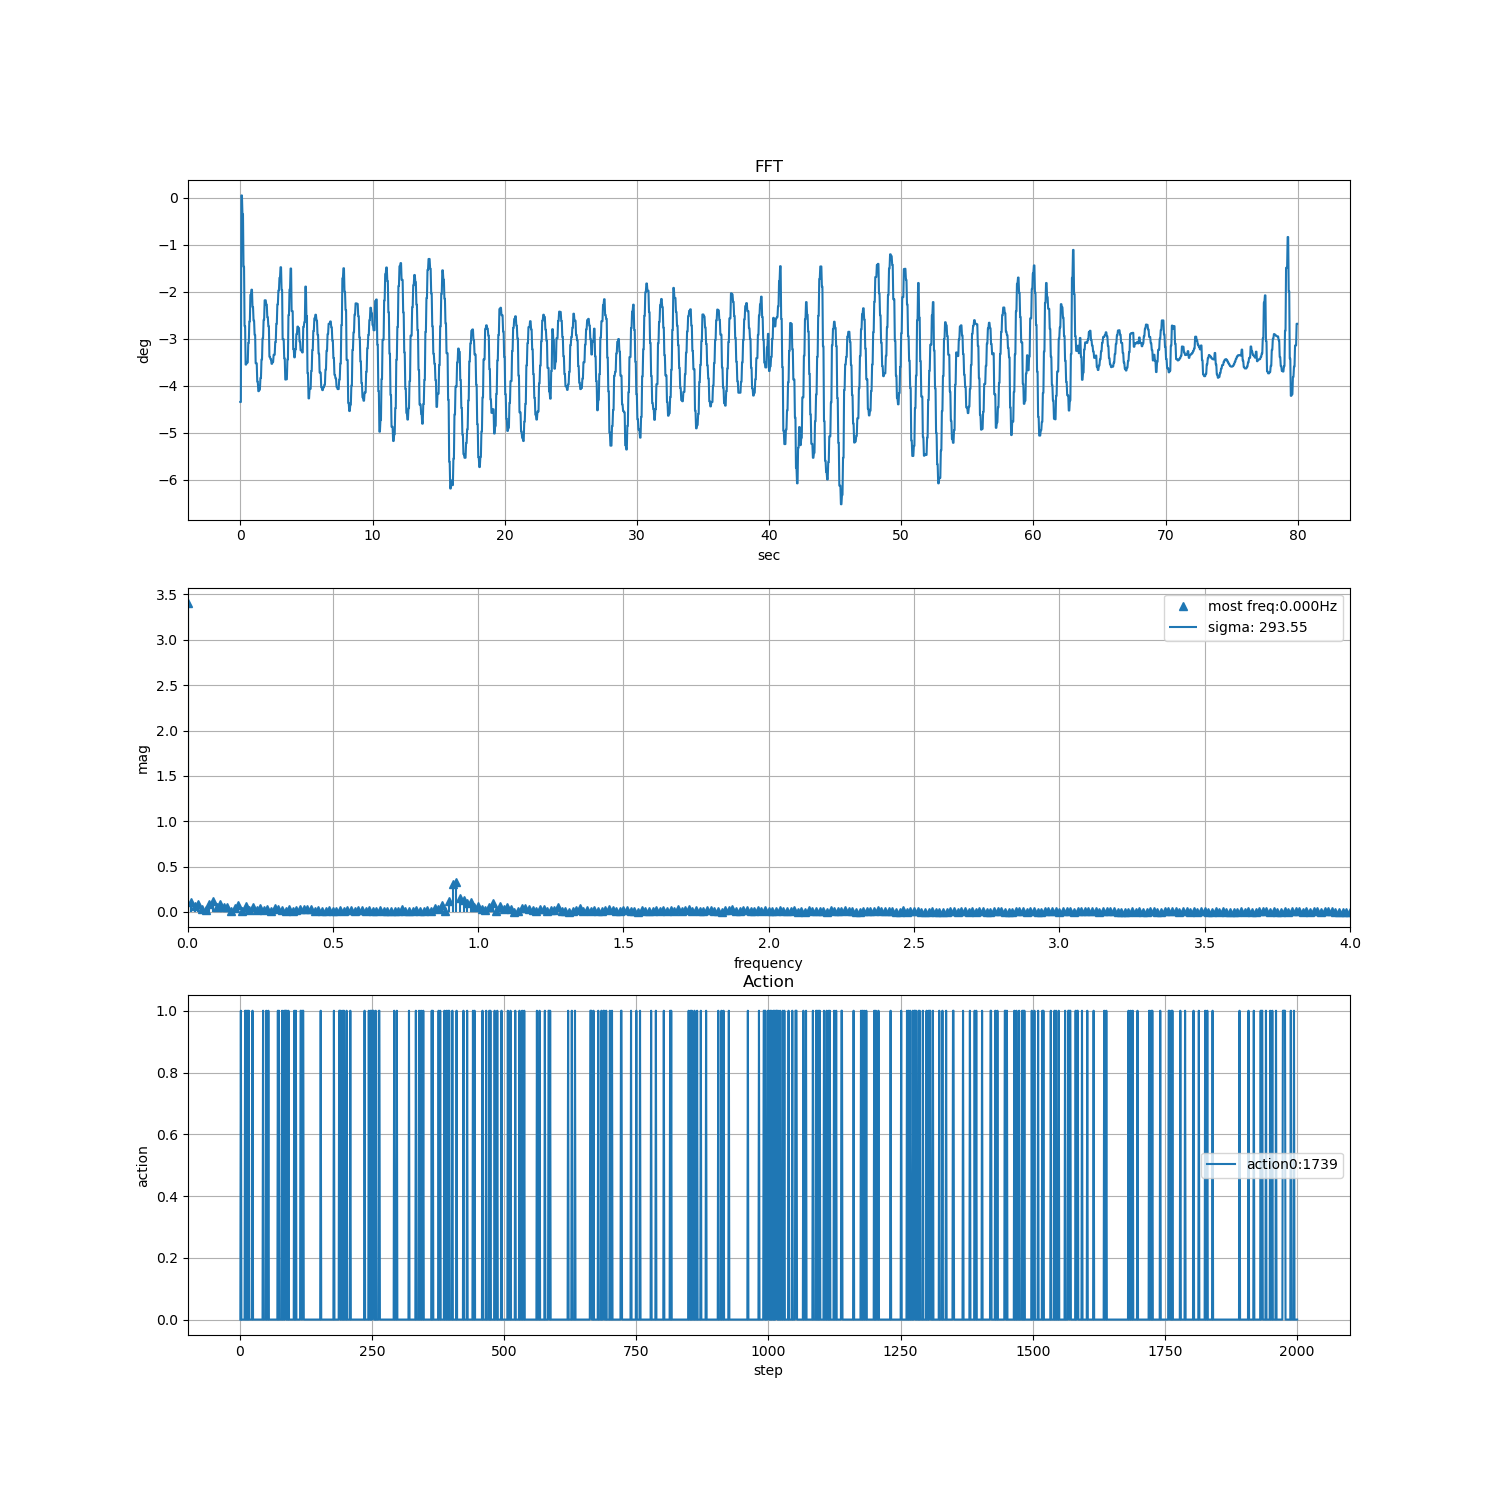 FFT
0
−1
−2
−3
−4
−5
−6
deg
0 10 20 30 40 50 60 70 80
sec
3.5
3.0
2.5
2.0
1.5
1.0
0.5
0.0
mag
most freq:0.000Hz
sigma: 293.55
0.0 0.5 1.0 1.5 2.0 2.5 3.0 3.5 4.0
frequency
Action
1.0
0.8
0.6
0.4
0.2
0.0
action
action0:1739
0 250 500 750 1000 1250 1500 1750 2000
step